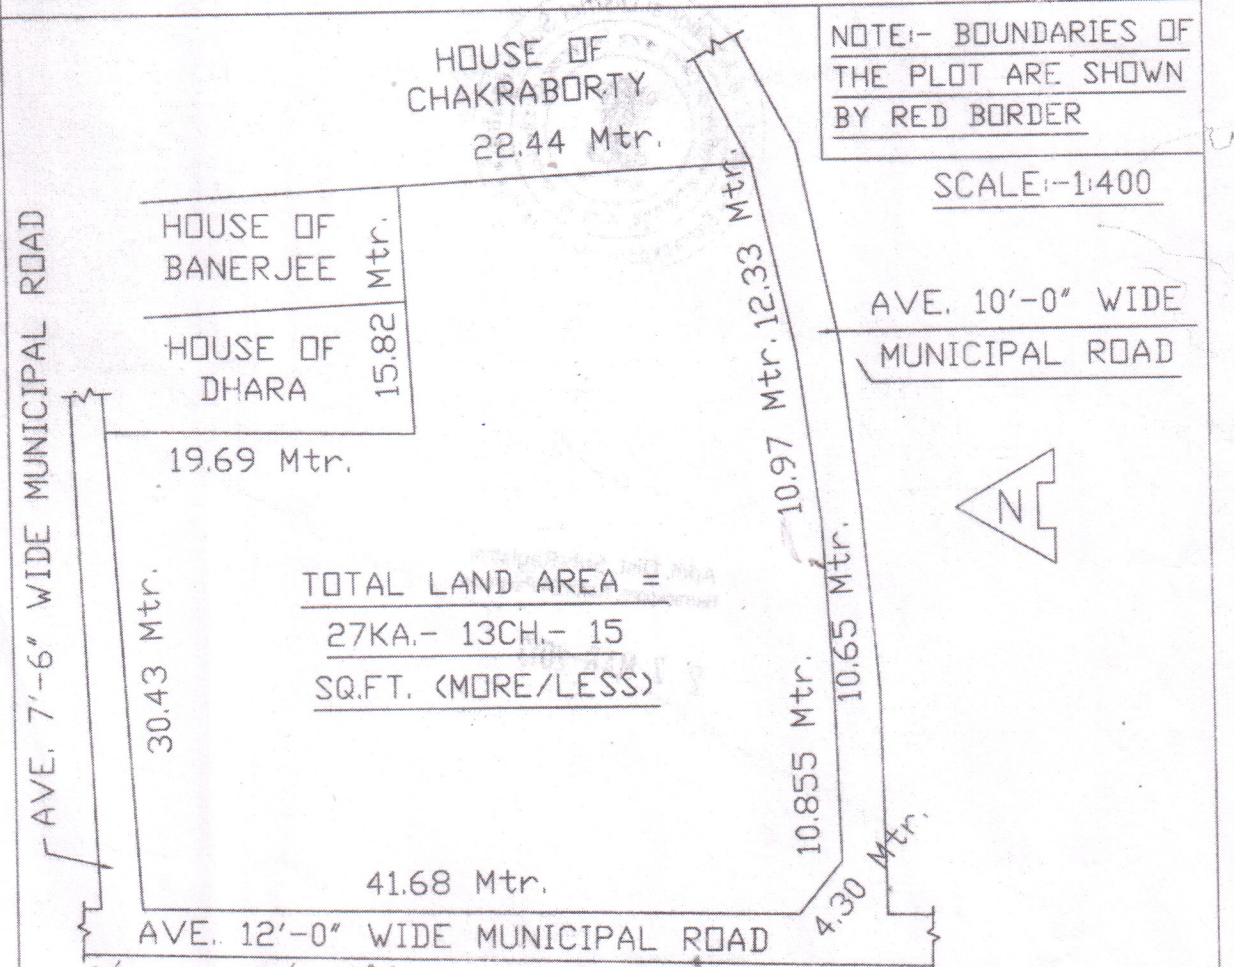 HOUSE OF
CHAKRABORTY
22.44 Mtr.
NOTE:- BOUNDARIES OF
THE PLOT ARE SHOWN
BY RED BORDER
SCALE:-1:400
HOUSE OF
BANERJEE
15.82 Mtr.
HOUSE OF
DHARA
19.69 Mtr.
AVE. 7'-6" WIDE MUNICIPAL ROAD
12.33 Mtr.
10.97 Mtr.
AVE. 10'-0" WIDE
MUNICIPAL ROAD
N
TOTAL LAND AREA =
27KA.- 13CH.- 15
SQ.FT. (MORE/LESS)
30.43 Mtr.
10.65 Mtr.
10.855 Mtr.
4.30 Mtr.
41.68 Mtr.
AVE. 12'-0" WIDE MUNICIPAL ROAD